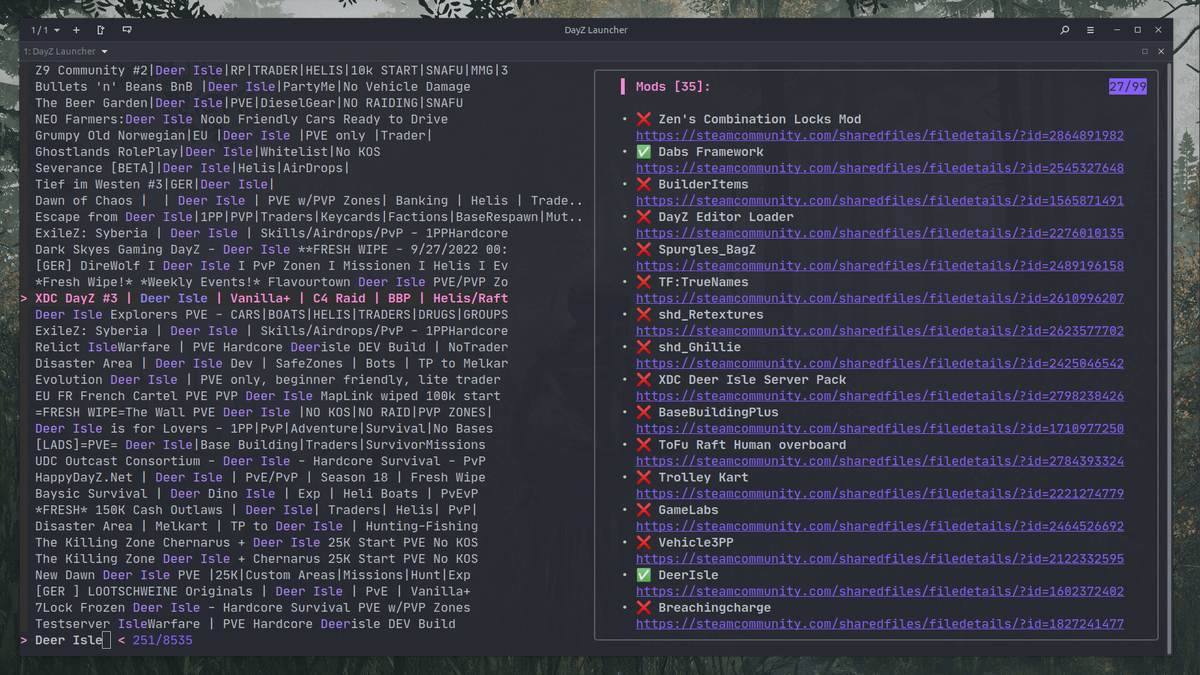 1/1
DayZ Launcher
1: DayZ Launcher
Z9 Community #2|Deer Isle|RP|TRADER|HELIS|10k START|SNAFU|MMG|3
Bullets 'n' Beans BnB |Deer Isle|PartyMe|No Vehicle Damage
The Beer Garden|Deer Isle|PVE|DieselGear|NO RAIDING|SNAFU
NEO Farmers:Deer Isle Noob Friendly Cars Ready to Drive
Grumpy Old Norwegian|EU |Deer Isle |PVE only |Trader|
Ghostlands RolePlay|Deer Isle|Whitelist|No KOS
Severance [BETA]|Deer Isle|Helis|AirDrops|
Tief im Westen #3|GER|Deer Isle|
Dawn of Chaos | | Deer Isle | PVE w/PVP Zones| Banking | Helis | Trade..
Escape from Deer Isle|1PP|PVP|Traders|Keycards|Factions|BaseRespawn|Mut..
ExileZ: Syberia | Deer Isle | Skills/Airdrops/PvP - 1PPHardcore
Dark Skyes Gaming DayZ - Deer Isle **FRESH WIPE - 9/27/2022 00:
[GER] DireWolf I Deer Isle I PvP Zonen I Missionen I Helis I Ev
*Fresh Wipe!* *Weekly Events!* Flavourtown Deer Isle PVE/PVP Zo
> XDC DayZ #3 | Deer Isle | Vanilla+ | C4 Raid | BBP | Helis/Raft
Deer Isle Explorers PVE - CARS|BOATS|HELIS|TRADERS|DRUGS|GROUPS
ExileZ: Syberia | Deer Isle | Skills/Airdrops/PvP - 1PPHardcore
Relict IsleWarfare | PVE Hardcore Deerisle DEV Build | NoTrader
Disaster Area | Deer Isle Dev | SafeZones | Bots | TP to Melkar
Evolution Deer Isle | PVE only, beginner friendly, lite trader
EU FR French Cartel PVE PVP Deer Isle MapLink wiped 100k start
=FRESH WIPE=The Wall PVE Deer Isle |NO KOS|NO RAID|PVP ZONES|
Deer Isle is for Lovers - 1PP|PvP|Adventure|Survival|No Bases
[LADS]=PVE= Deer Isle|Base Building|Traders|SurvivorMissions
UDC Outcast Consortium - Deer Isle - Hardcore Survival - PvP
HappyDayZ.Net | Deer Isle | PvE/PvP | Season 18 | Fresh Wipe
Baysic Survival | Deer Dino Isle | Exp | Heli Boats | PvEvP
*FRESH* 150K Cash Outlaws | Deer Isle| Traders| Helis| PvP|
Disaster Area | Melkart | TP to Deer Isle | Hunting-Fishing
The Killing Zone Chernarus + Deer Isle 25K Start PVE No KOS
The Killing Zone Deer Isle + Chernarus 25K Start PVE No KOS
New Dawn Deer Isle PVE |25K|Custom Areas|Missions|Hunt|Exp
[GER ] LOOTSCHWEINE Originals | Deer Isle | PvE | Vanilla+
7Lock Frozen Deer Isle - Hardcore Survival PVE w/PVP Zones
Testserver IsleWarfare | PVE Hardcore Deerisle DEV Build
> Deer Isle < 251/8535
Mods [35]:
27/99
• ❌ Zen's Combination Locks Mod
https://steamcommunity.com/sharedfiles/filedetails/?id=2864891982
• ✅ Dabs Framework
https://steamcommunity.com/sharedfiles/filedetails/?id=2545327648
• ❌ BuilderItems
https://steamcommunity.com/sharedfiles/filedetails/?id=1565871491
• ❌ DayZ Editor Loader
https://steamcommunity.com/sharedfiles/filedetails/?id=2276010135
• ❌ Spurgles_BagZ
https://steamcommunity.com/sharedfiles/filedetails/?id=2489196158
• ❌ TF:TrueNames
https://steamcommunity.com/sharedfiles/filedetails/?id=2610996207
• ❌ shd_Retextures
https://steamcommunity.com/sharedfiles/filedetails/?id=2623577702
• ❌ shd_Ghillie
https://steamcommunity.com/sharedfiles/filedetails/?id=2425046542
• ❌ XDC Deer Isle Server Pack
https://steamcommunity.com/sharedfiles/filedetails/?id=2798238426
• ❌ BaseBuildingPlus
https://steamcommunity.com/sharedfiles/filedetails/?id=1710977250
• ❌ ToFu Raft Human overboard
https://steamcommunity.com/sharedfiles/filedetails/?id=2784393324
• ❌ Trolley Kart
https://steamcommunity.com/sharedfiles/filedetails/?id=2221274779
• ❌ GameLabs
https://steamcommunity.com/sharedfiles/filedetails/?id=2464526692
• ❌ Vehicle3PP
https://steamcommunity.com/sharedfiles/filedetails/?id=2122332595
• ✅ DeerIsle
https://steamcommunity.com/sharedfiles/filedetails/?id=1602372402
• ❌ Breachingcharge
https://steamcommunity.com/sharedfiles/filedetails/?id=1827241477